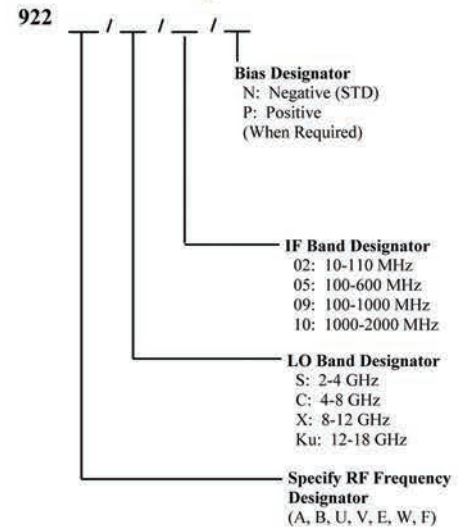 922 __ / __ / __ / __
Bias Designator
N: Negative (STD)
P: Positive
(When Required)
IF Band Designator
02: 10-110 MHz
05: 100-600 MHz
09: 100-1000 MHz
10: 1000-2000 MHz
LO Band Designator
S: 2-4 GHz
C: 4-8 GHz
X: 8-12 GHz
Ku: 12-18 GHz
Specify RF Frequency
Designator
(A, B, U, V, E, W, F)